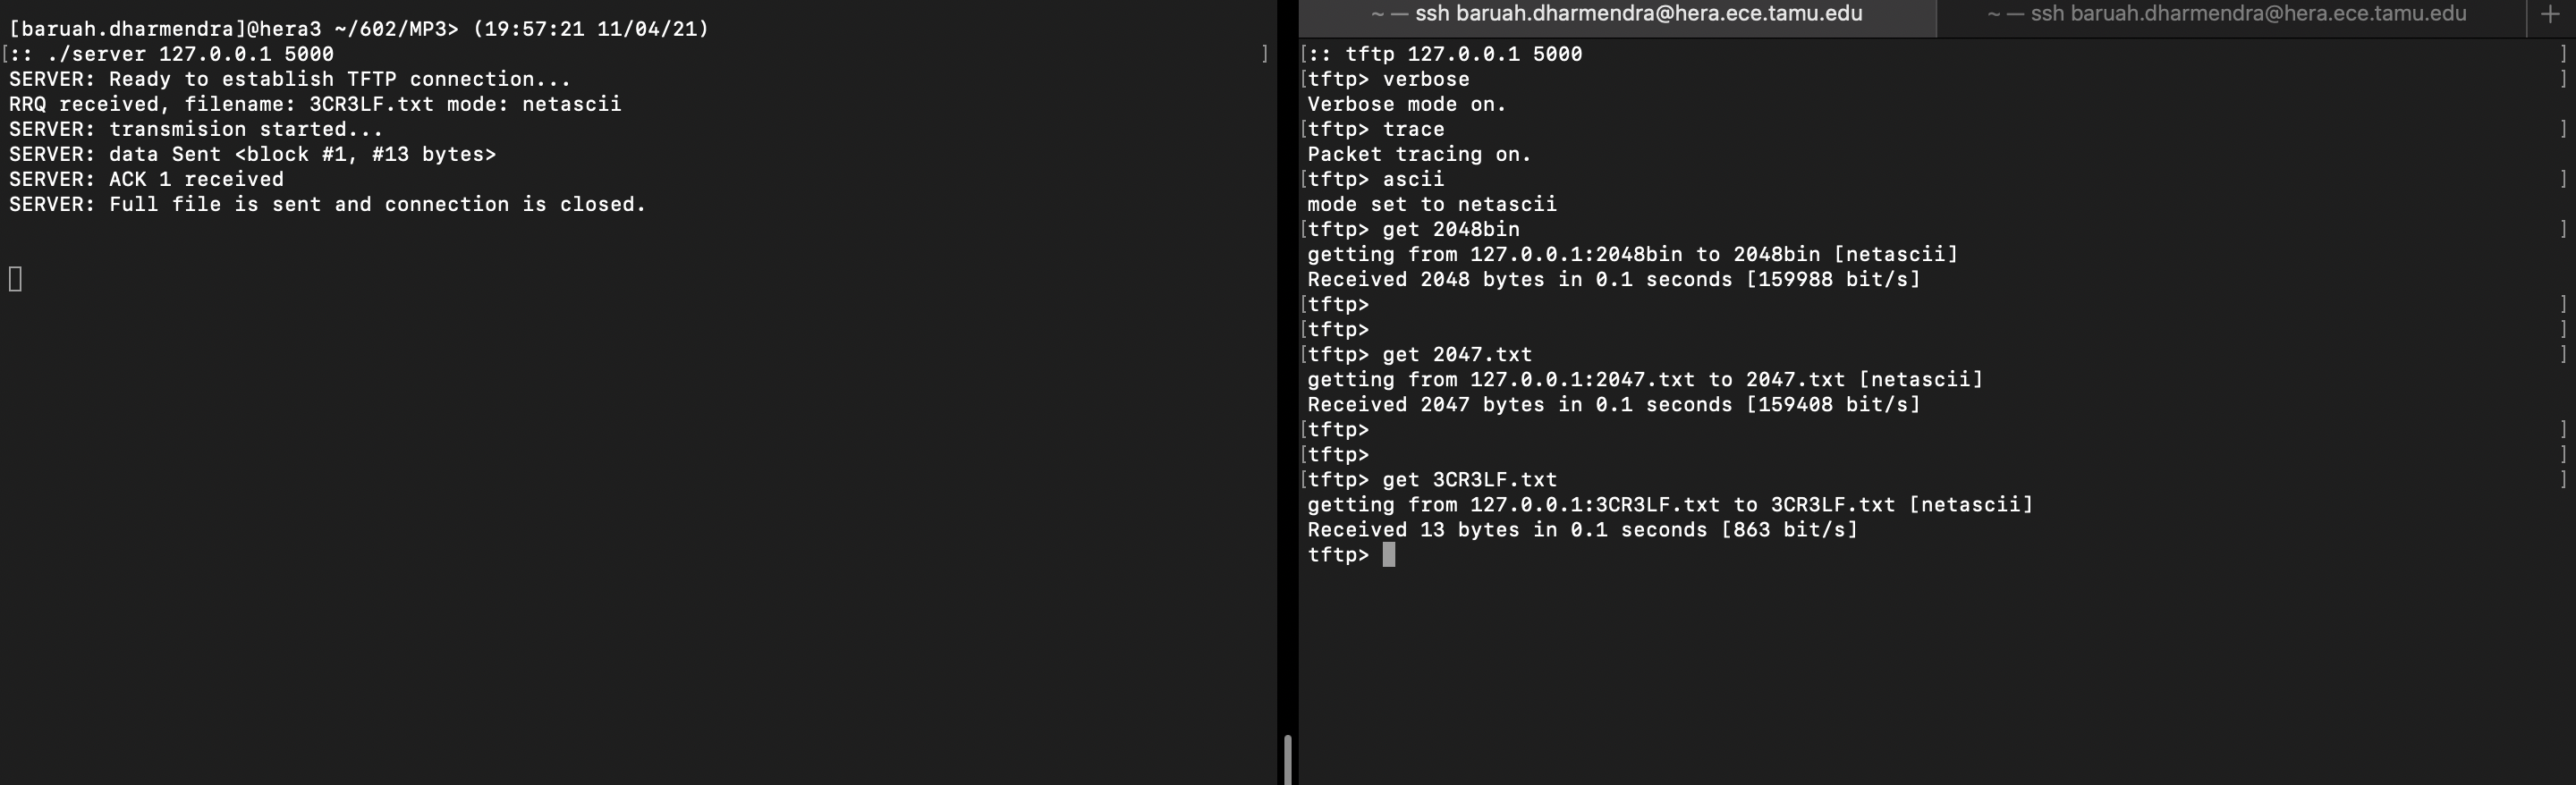 [baruah.dharmendra]@hera3 ~/602/MP3> (19:57:21 11/04/21)
[:: ./server 127.0.0.1 5000 ]
SERVER: Ready to establish TFTP connection...
RRQ received, filename: 3CR3LF.txt mode: netascii
SERVER: transmision started...
SERVER: data Sent <block #1, #13 bytes>
SERVER: ACK 1 received
SERVER: Full file is sent and connection is closed.
~ — ssh baruah.dharmendra@hera.ece.tamu.edu
~ — ssh baruah.dharmendra@hera.ece.tamu.edu
+
[:: tftp 127.0.0.1 5000 ]
[tftp> verbose ]
Verbose mode on.
[tftp> trace ]
Packet tracing on.
[tftp> ascii ]
mode set to netascii
[tftp> get 2048bin ]
getting from 127.0.0.1:2048bin to 2048bin [netascii]
Received 2048 bytes in 0.1 seconds [159988 bit/s]
[tftp> ]
[tftp> ]
[tftp> get 2047.txt ]
getting from 127.0.0.1:2047.txt to 2047.txt [netascii]
Received 2047 bytes in 0.1 seconds [159408 bit/s]
[tftp> ]
[tftp> ]
[tftp> get 3CR3LF.txt ]
getting from 127.0.0.1:3CR3LF.txt to 3CR3LF.txt [netascii]
Received 13 bytes in 0.1 seconds [863 bit/s]
tftp>